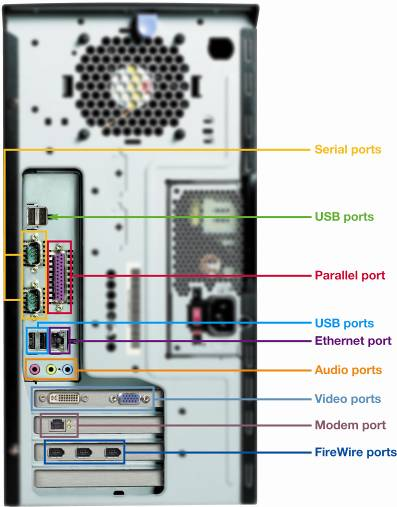 Serial ports
USB ports
Parallel port
USB ports
Ethernet port
Audio ports
Video ports
Modem port
FireWire ports